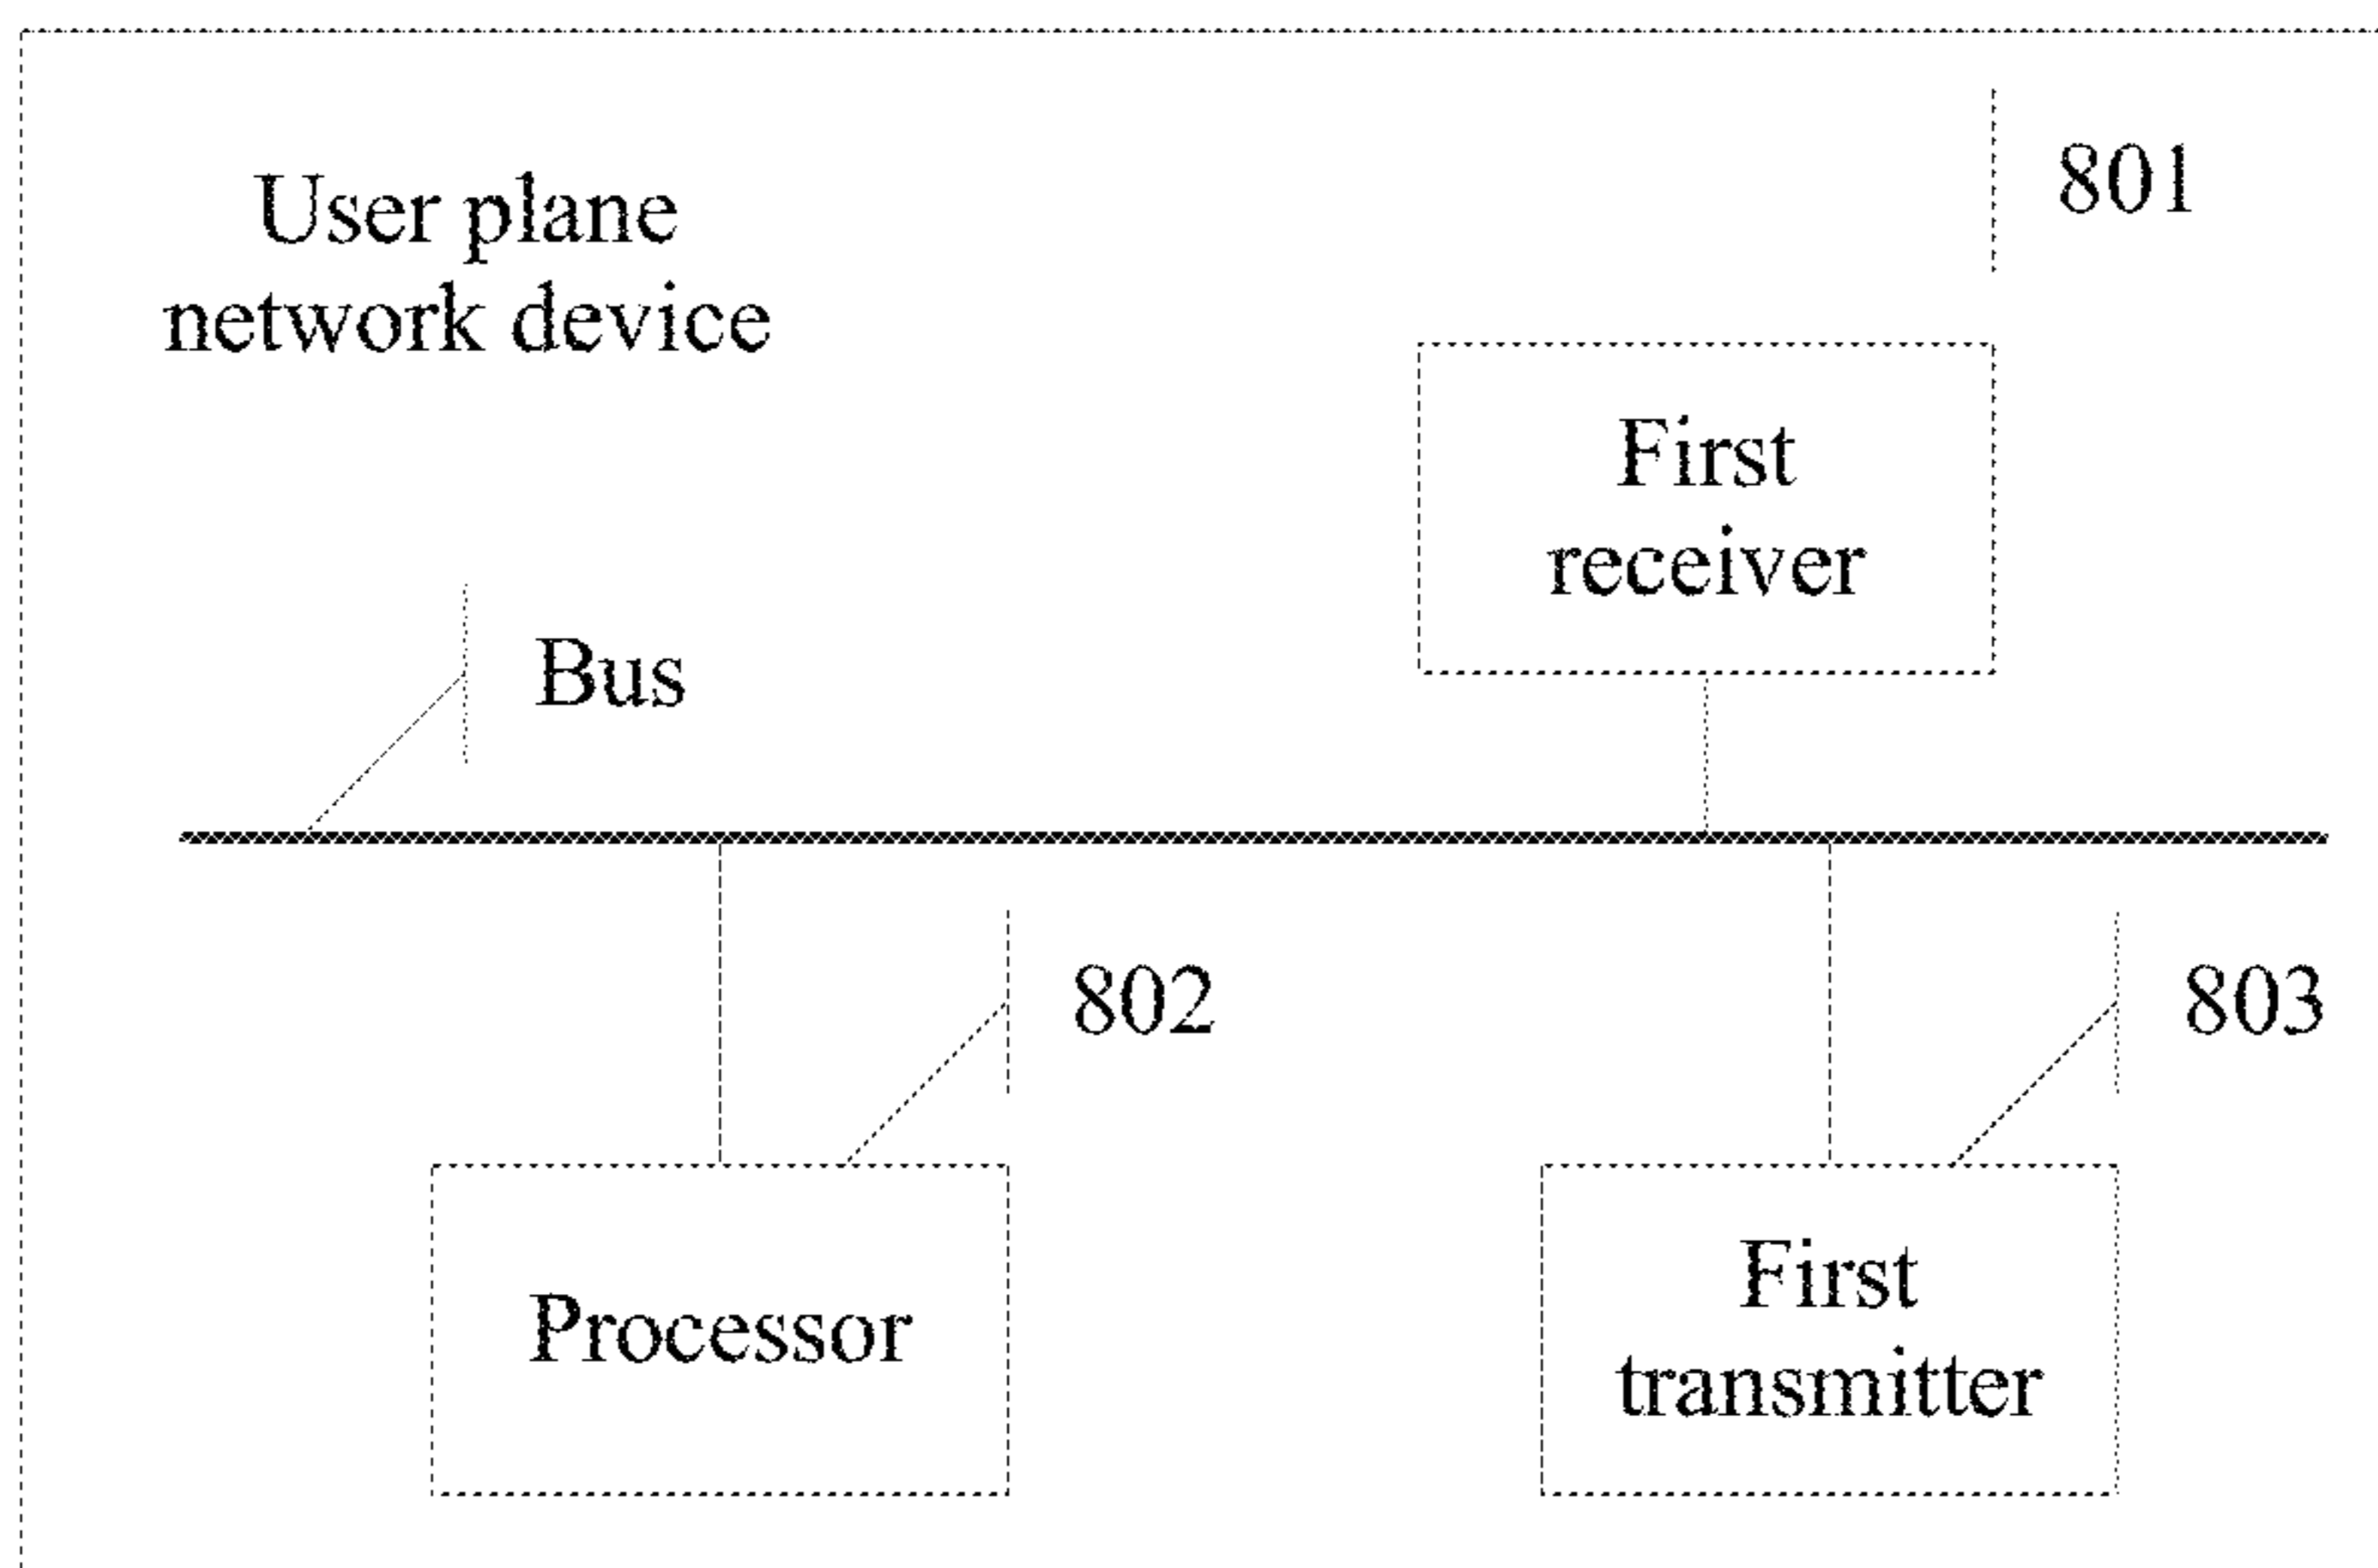 User plane
network device
801
First
receiver
Bus
802
803
Processor
First
transmitter